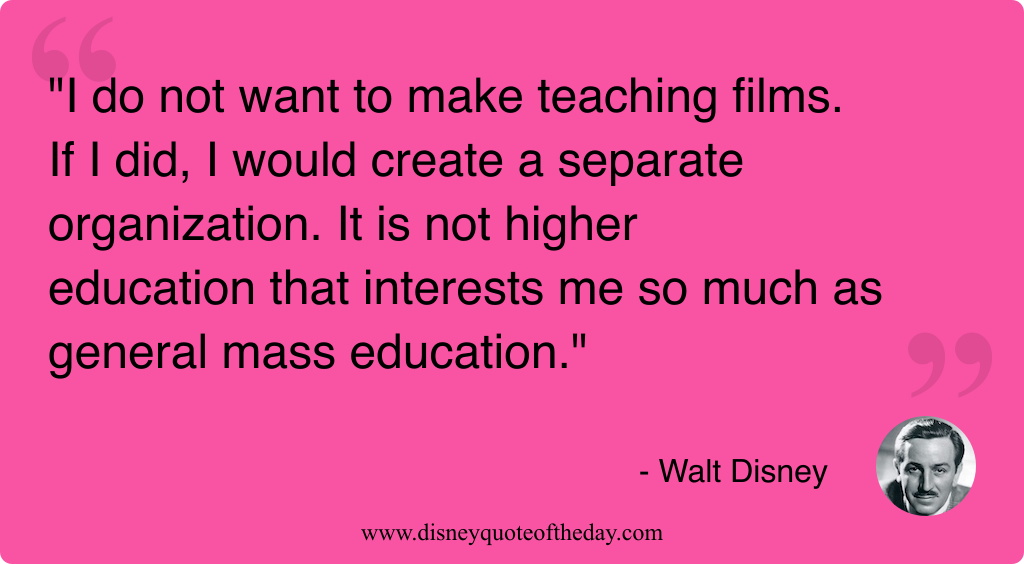 "I do not want to make teaching films.
If I did, I would create a separate
organization. It is not higher
education that interests me so much as
general mass education."
- Walt Disney
www.disneyquoteoftheday.com